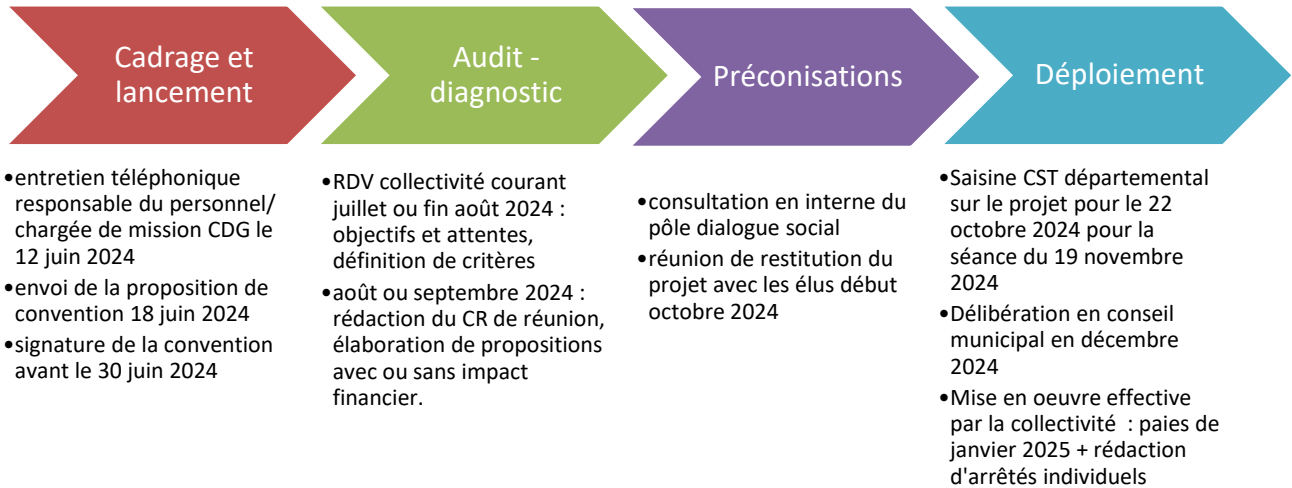 Cadrage et
lancement
•entretien téléphonique
responsable du personnel/
chargée de mission CDG le
12 juin 2024
•envoi de la proposition de
convention 18 juin 2024
•signature de la convention
avant le 30 juin 2024
Audit -
diagnostic
•RDV collectivité courant
juillet ou fin août 2024 :
objectifs et attentes,
définition de critères
•août ou septembre 2024 :
rédaction du CR de réunion,
élaboration de propositions
avec ou sans impact
financier.
Préconisations
•consultation en interne du
pôle dialogue social
•réunion de restitution du
projet avec les élus début
octobre 2024
Déploiement
•Saisine CST départemental
sur le projet pour le 22
octobre 2024 pour la
séance du 19 novembre
2024
•Délibération en conseil
municipal en décembre
2024
•Mise en oeuvre effective
par la collectivité : paies de
janvier 2025 + rédaction
d'arrêtés individuels